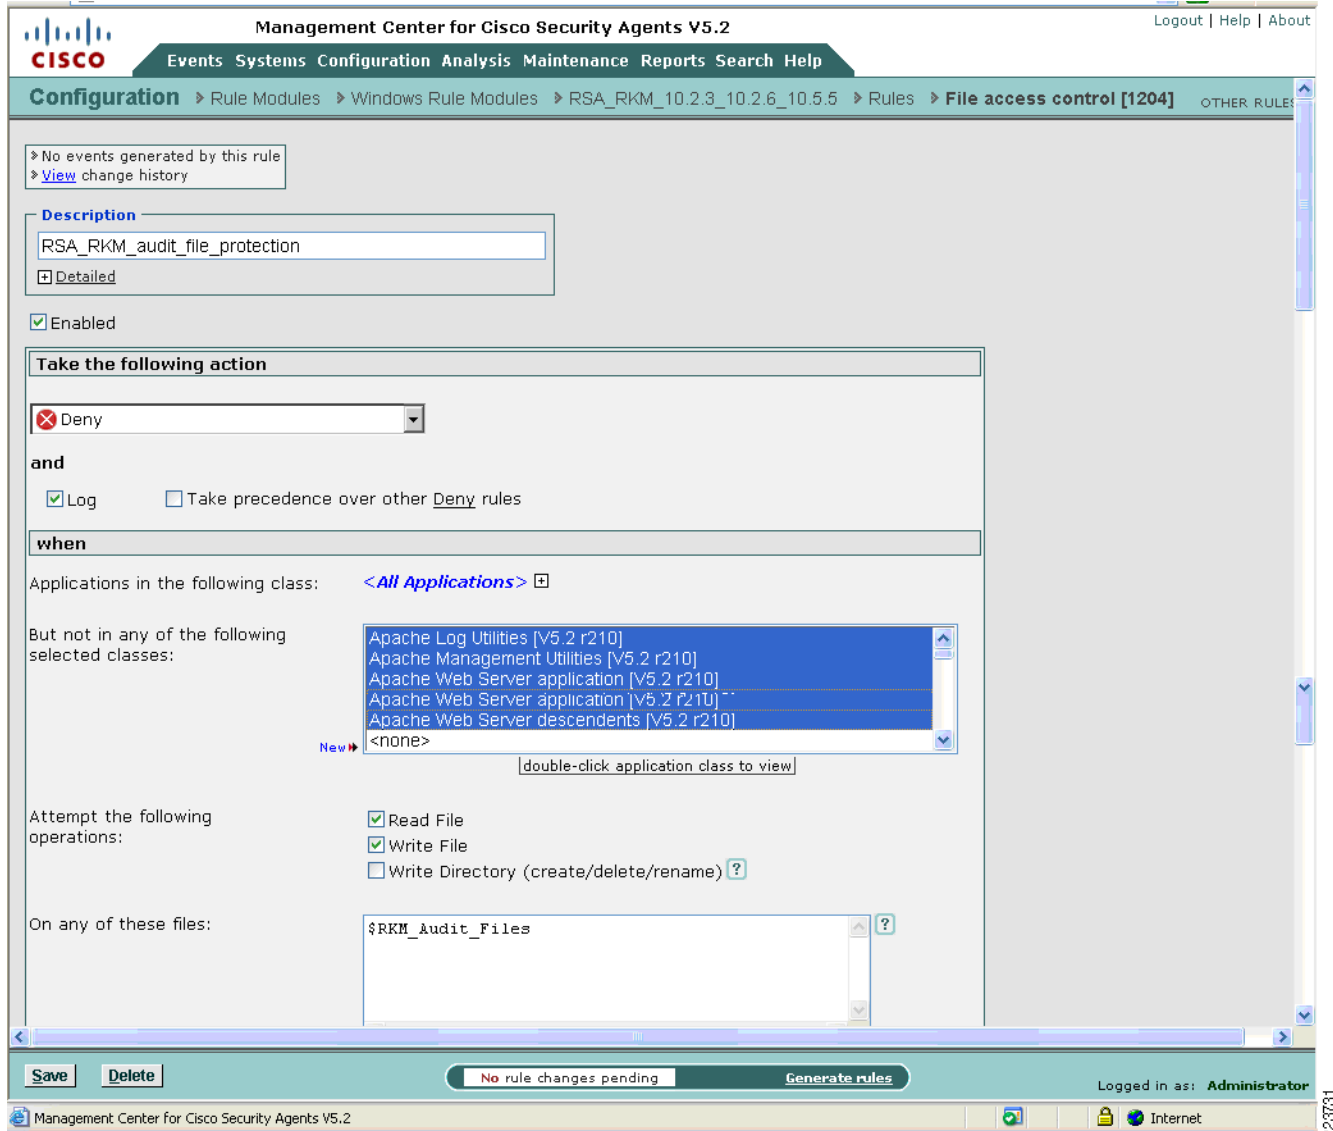 Logout | Help | About
Management Center for Cisco Security Agents V5.2
CISCO
Events Systems Configuration Analysis Maintenance Reports Search Help
Configuration Rule Modules Windows Rule Modules RSA_RKM_10.2.3_10.2.6_10.5.5 Rules File access control [1204] OTHER RULES
No events generated by this rule
View change history
Description
RSA_RKM_audit_file_protection
Detailed
Enabled
Take the following action
Deny
and
Log Take precedence over other Deny rules
when
Applications in the following class: <All Applications>
But not in any of the following
selected classes:
Apache Log Utilities [V5.2 r210]
Apache Management Utilities [V5.2 r210]
Apache Web Server application [V5.2 r210]
Apache Web Server application [V5.2 r210]
Apache Web Server descendents [V5.2 r210]
<none>
New
double-click application class to view
Attempt the following
operations:
Read File
Write File
Write Directory (create/delete/rename) ?
On any of these files:
$RKM_Audit_Files
?
Save Delete No rule changes pending Generate rules Logged in as: Administrator
Management Center for Cisco Security Agents V5.2 Internet